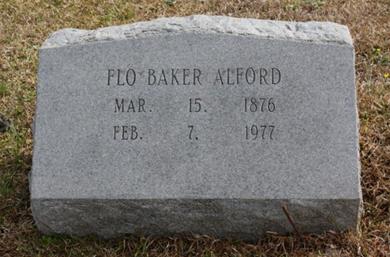 FLO BAKER ALFORD
MAR. 15. 1876
FEB. 7. 1977